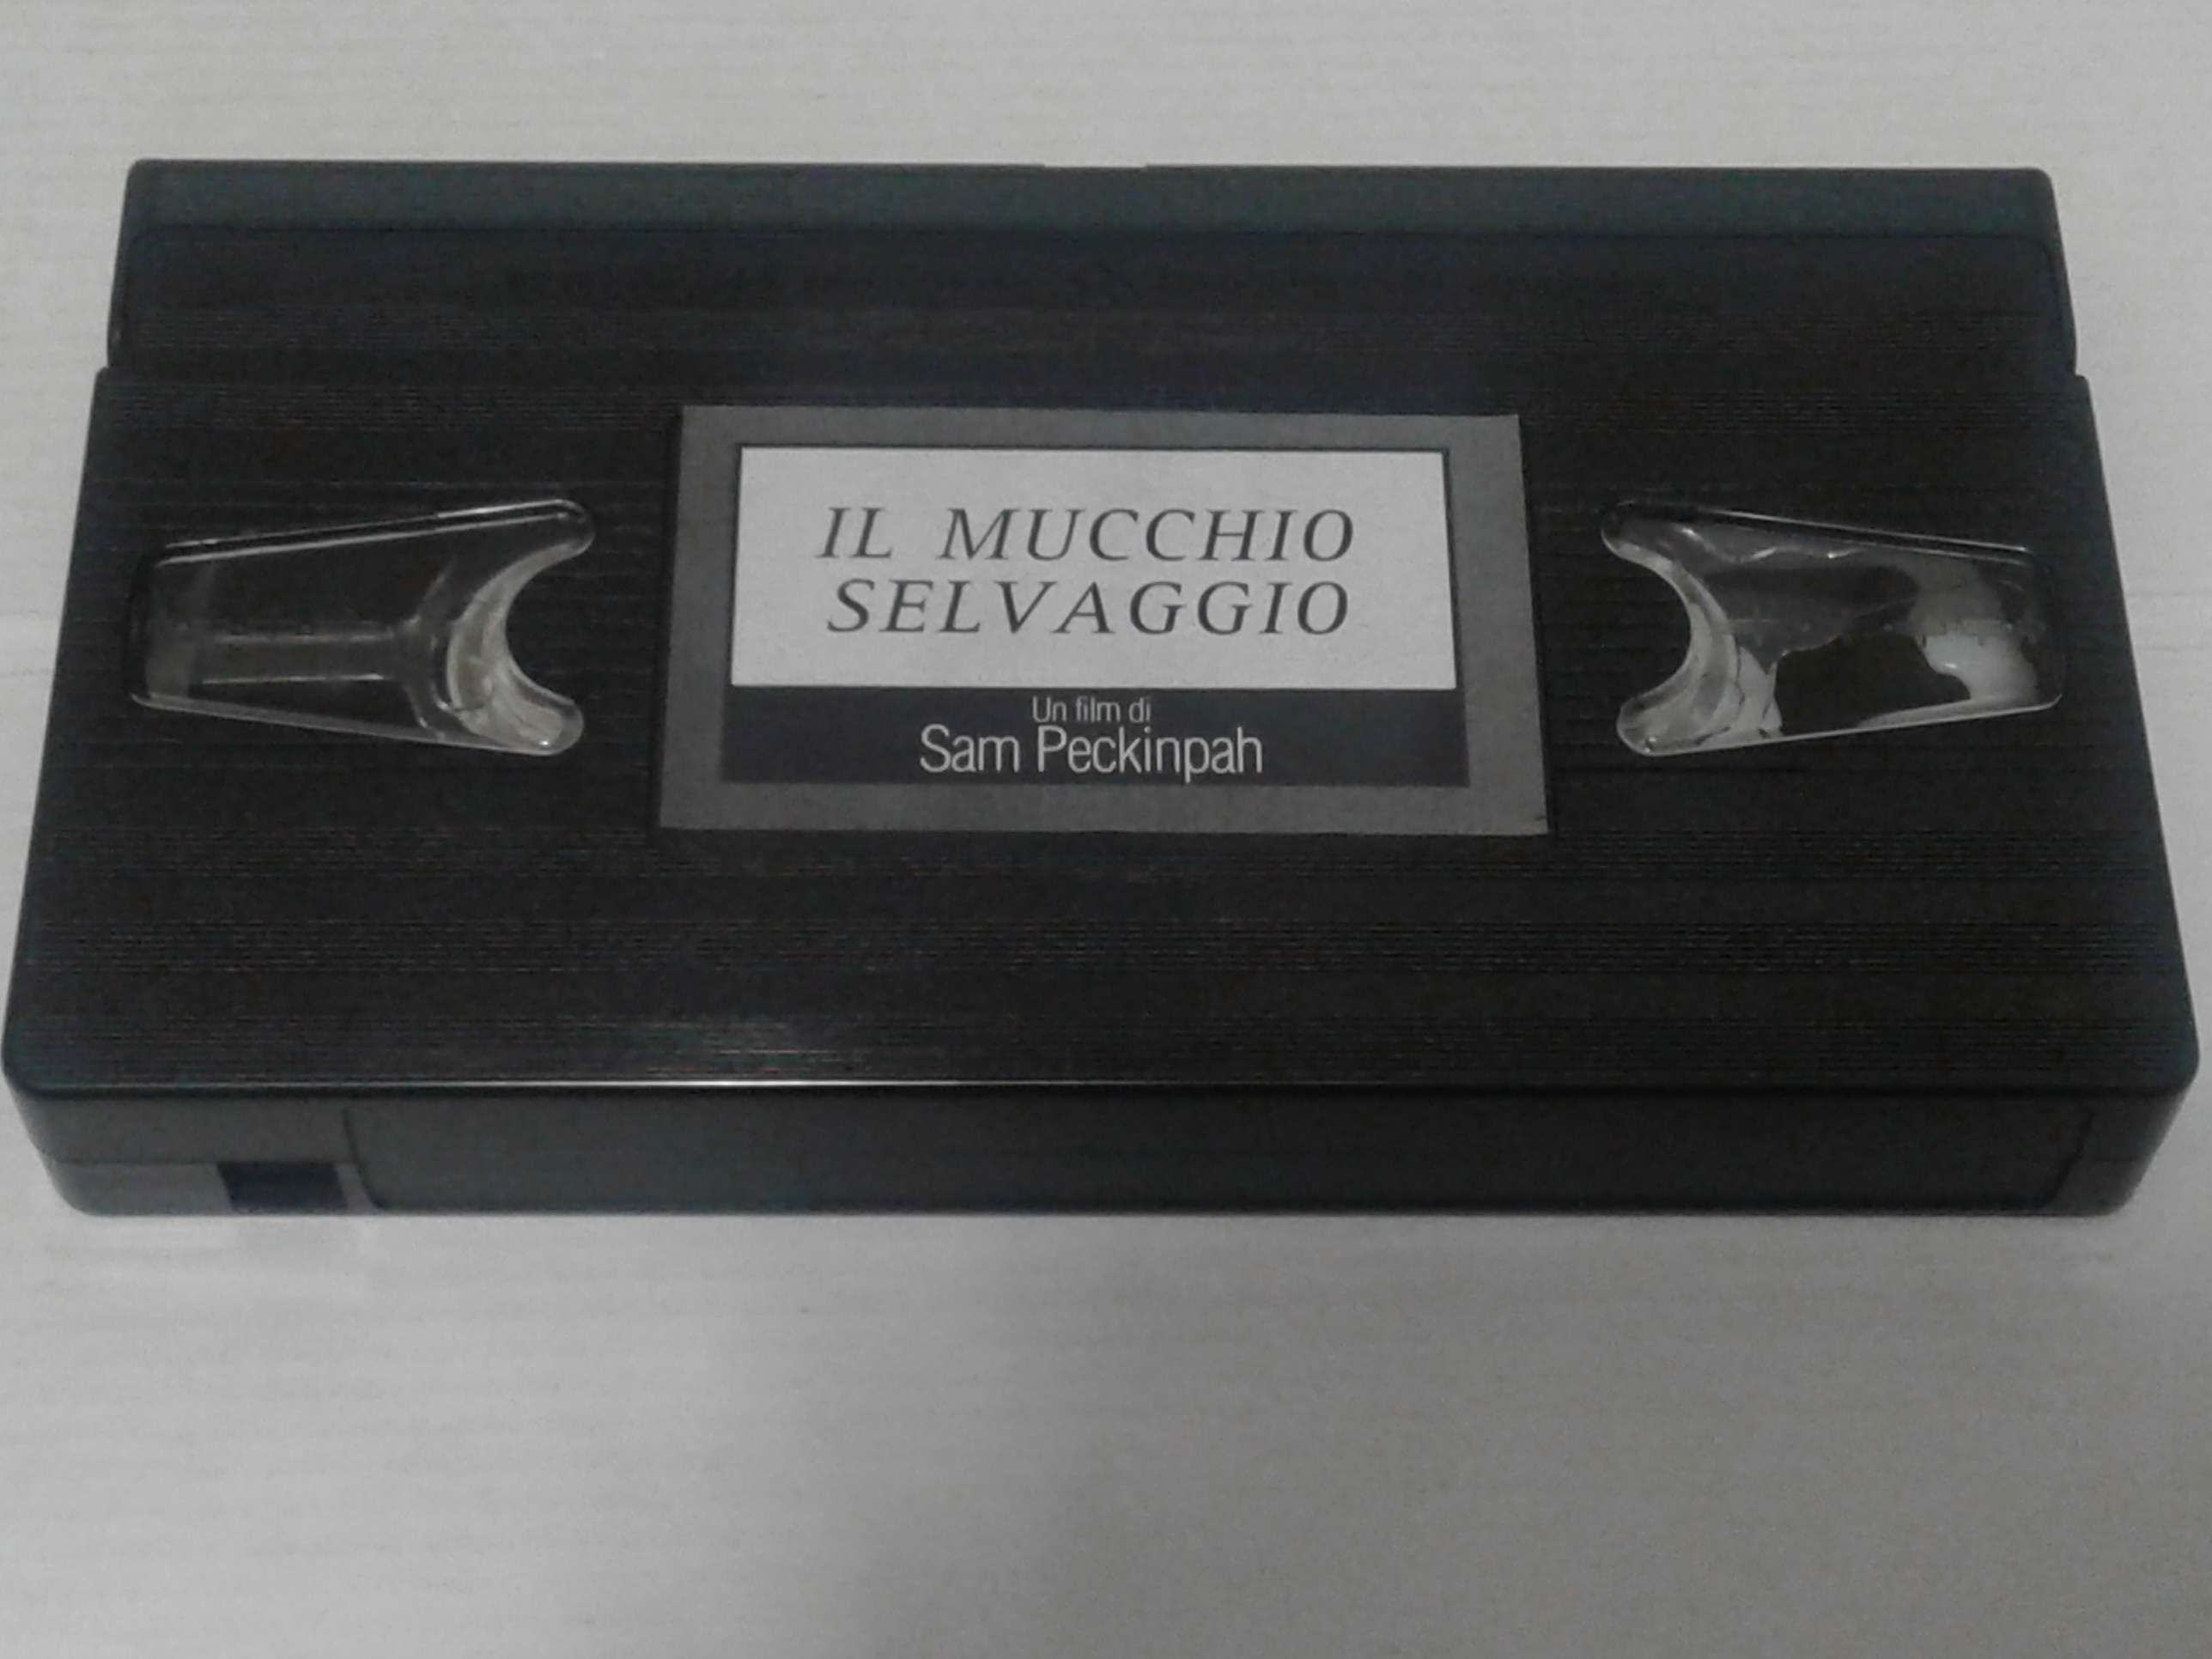 IL MUCCHIO
SELVAGGIO
Un film di
Sam Peckinpah